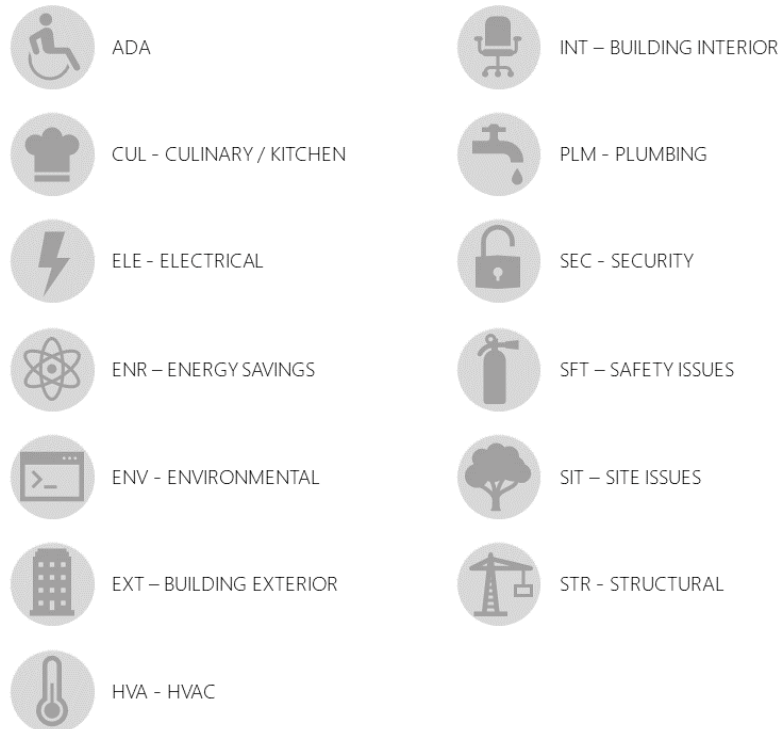 ADA
CUL - CULINARY / KITCHEN
ELE - ELECTRICAL
ENR – ENERGY SAVINGS
ENV - ENVIRONMENTAL
EXT – BUILDING EXTERIOR
HVA - HVAC
INT – BUILDING INTERIOR
PLM - PLUMBING
SEC - SECURITY
SFT – SAFETY ISSUES
SIT – SITE ISSUES
STR - STRUCTURAL